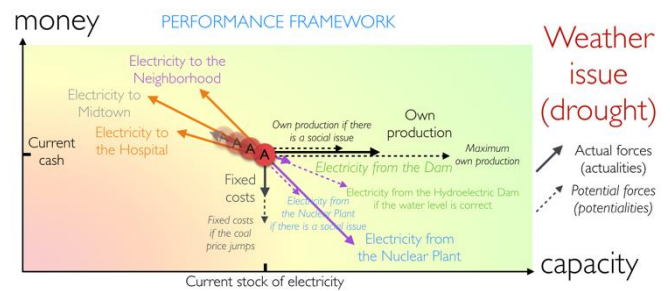 money
PERFORMANCE FRAMEWORK
Weather
issue
(drought)
Electricity to the
Neighborhood
Electricity to
Midtown
Electricity to
the Hospital
Current
cash
A
A
A
Own production if there
is a social issue
Own
production
Maximum
own production
Electricity from the Dam
Electricity from the Hydroelectric Dam
if the water level is correct
Fixed
costs
Electricity from
the Nuclear Plant
if there is a social issue
Fixed costs
if the coal
price jumps
Electricity from
the Nuclear Plant
Actual forces
(actualities)
Potential forces
(potentialities)
capacity
Current stock of electricity